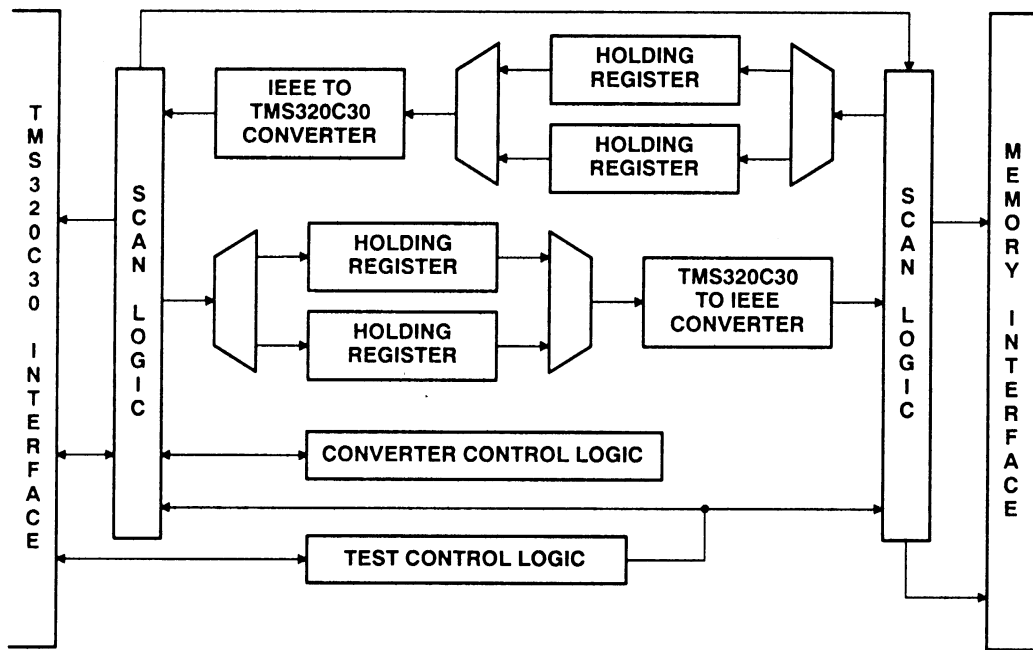 TMS320C30 INTERFACE
SCAN LOGIC
IEEE TO
TMS320C30
CONVERTER
HOLDING
REGISTER
HOLDING
REGISTER
HOLDING
REGISTER
HOLDING
REGISTER
TMS320C30
TO IEEE
CONVERTER
CONVERTER CONTROL LOGIC
TEST CONTROL LOGIC
SCAN LOGIC
MEMORY INTERFACE